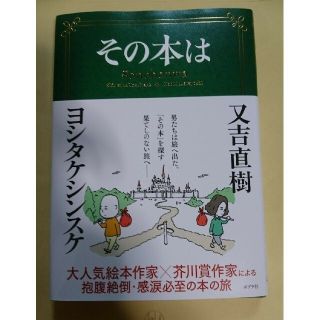 その本は
又吉直樹
ヨシタケシンスケ
男たちは旅へ出た。
「その本」を探す
果てしのない旅へ――
大人気絵本作家×芥川賞作家による
抱腹絶倒・感涙必至の本の旅
ポプラ社